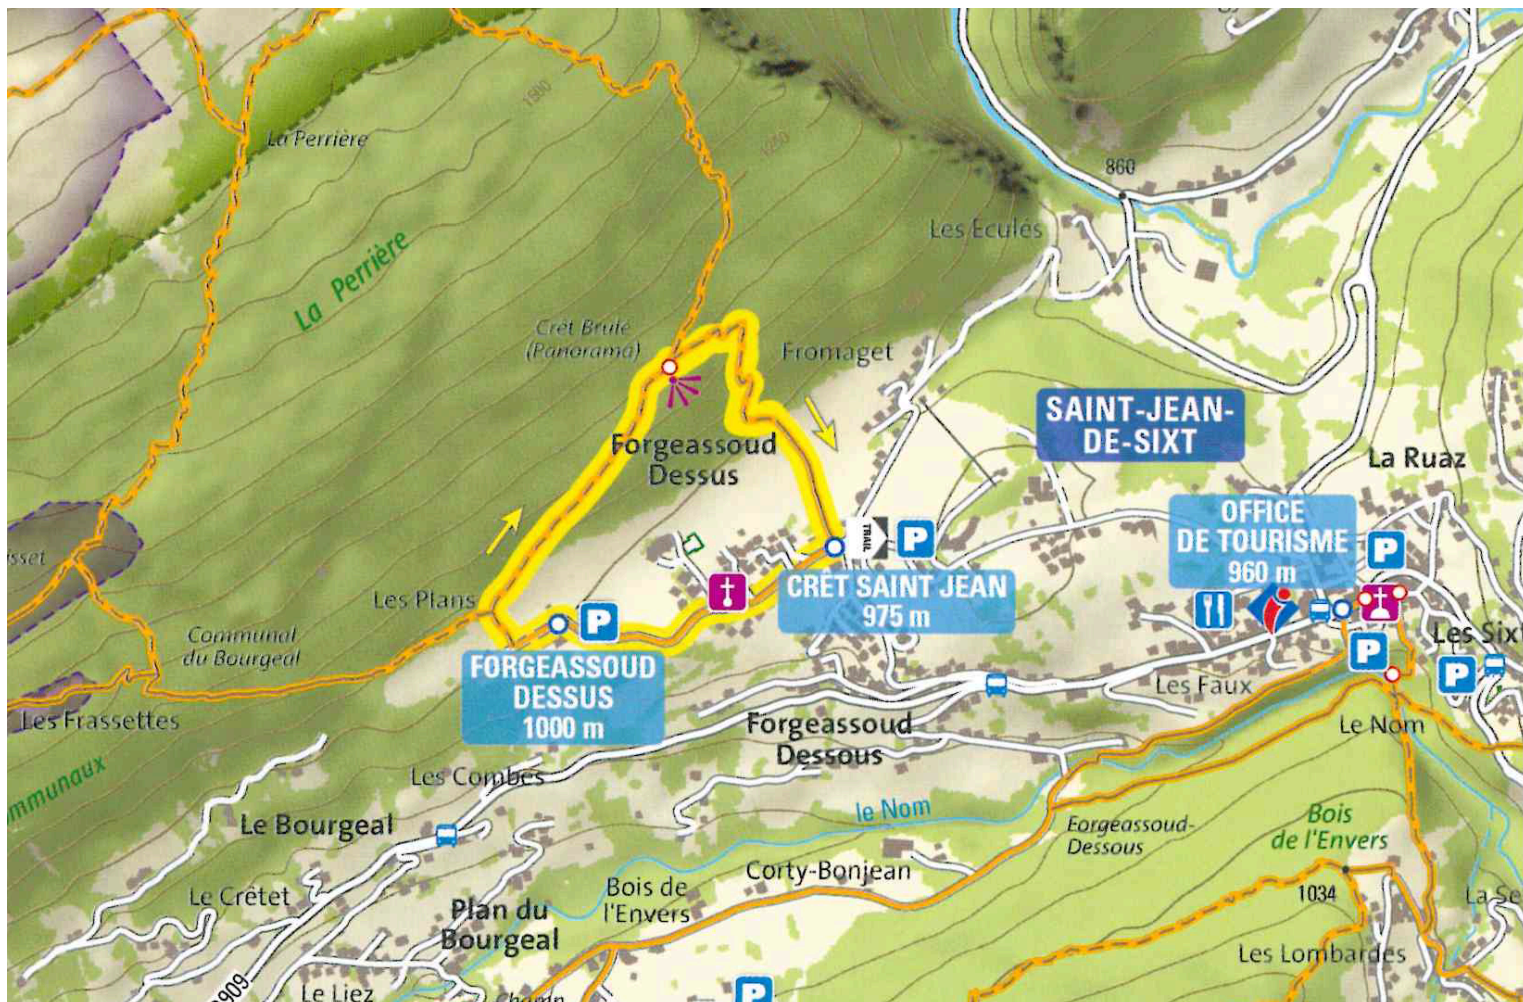 La Perrière
1600
860
La Perrière
Les Eculés
Crêt Brulé
(Panorama)
Fromaget
SAINT-JEAN-
DE-SIXT
Forgeassoud
Dessus
La Ruaz
OFFICE
DE TOURISME
960 m
P
TRAIL
P
CRÊT SAINT JEAN
975 m
Les Plans
P
Communal
du Bourgeal
FORGEASSOUD
DESSUS
1000 m
P
P
Les Faux
Les Frassettes
Forgeassoud
Dessous
Le Nom
Les Combes
le Nom
Le Bourgeal
Forgeassoud-
Dessous
Bois
de l'Envers
Corty-Bonjean
Le Crêtet
Bois de
l'Envers
1034
Plan du
Bourgeal
Les Lombardes
Le Liez
P